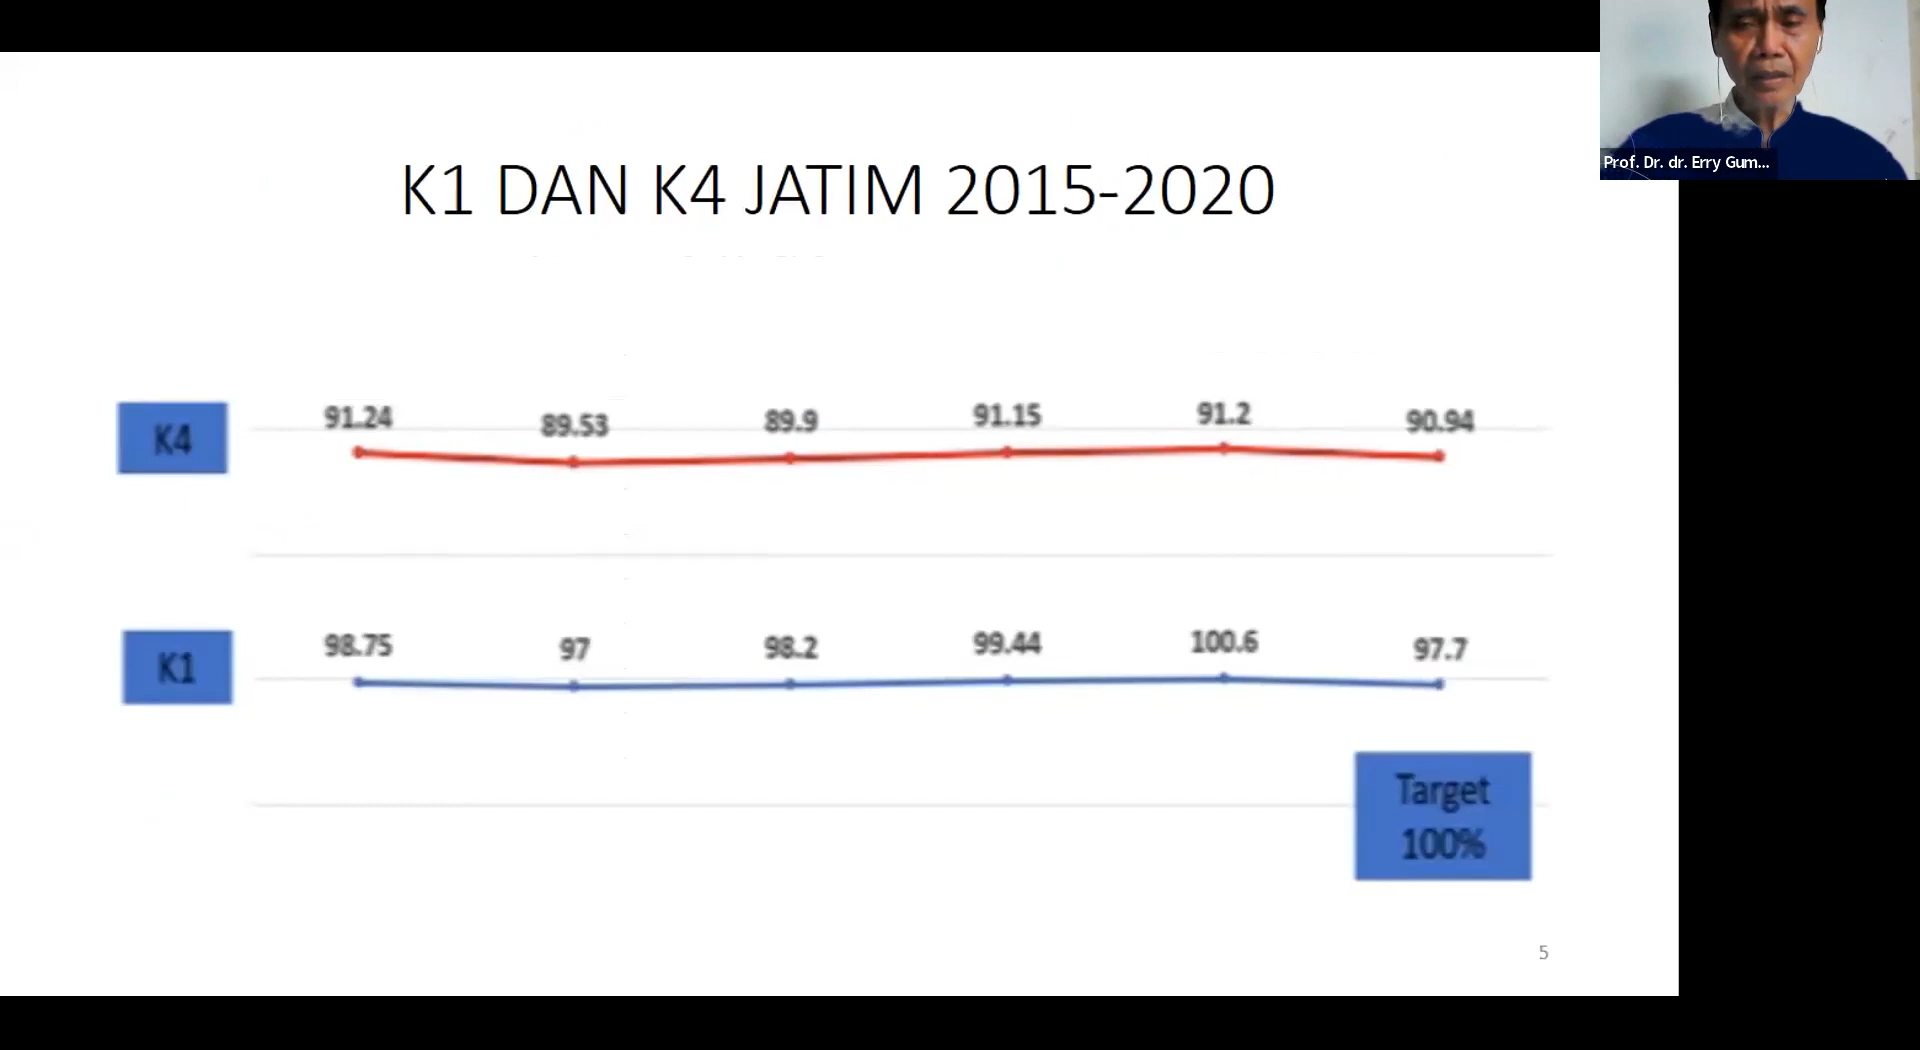 Prof. Dr. dr. Erry Gum...
K1 DAN K4 JATIM 2015-2020
K4
91.24 89.53 89.9 91.15 91.2 90.94
K1
98.75 97 98.2 99.44 100.6 97.7
Target
100%
5